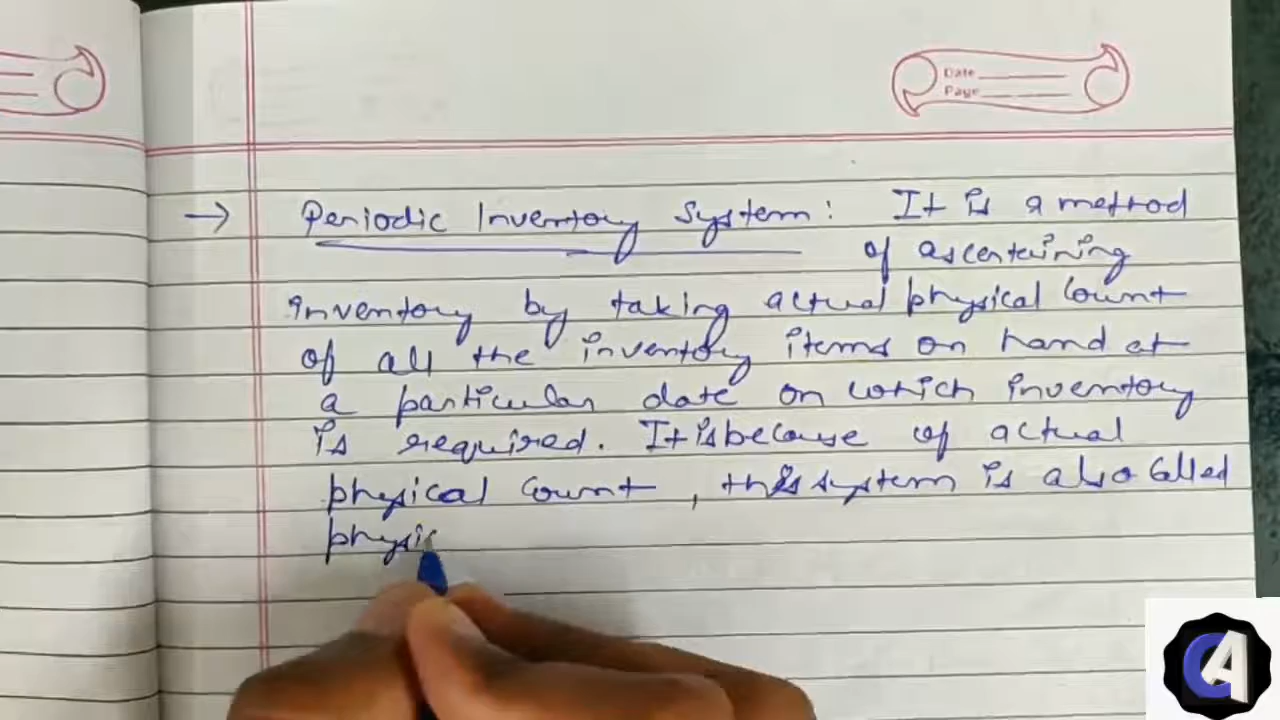 Date
Page
→ Periodic Inventory System: It is a method
of ascertaining
inventory by taking actual physical count
of all the inventory items on hand at
a particular date on which inventory
is required. It is because of actual
physical count, this system is also called
physic
CA